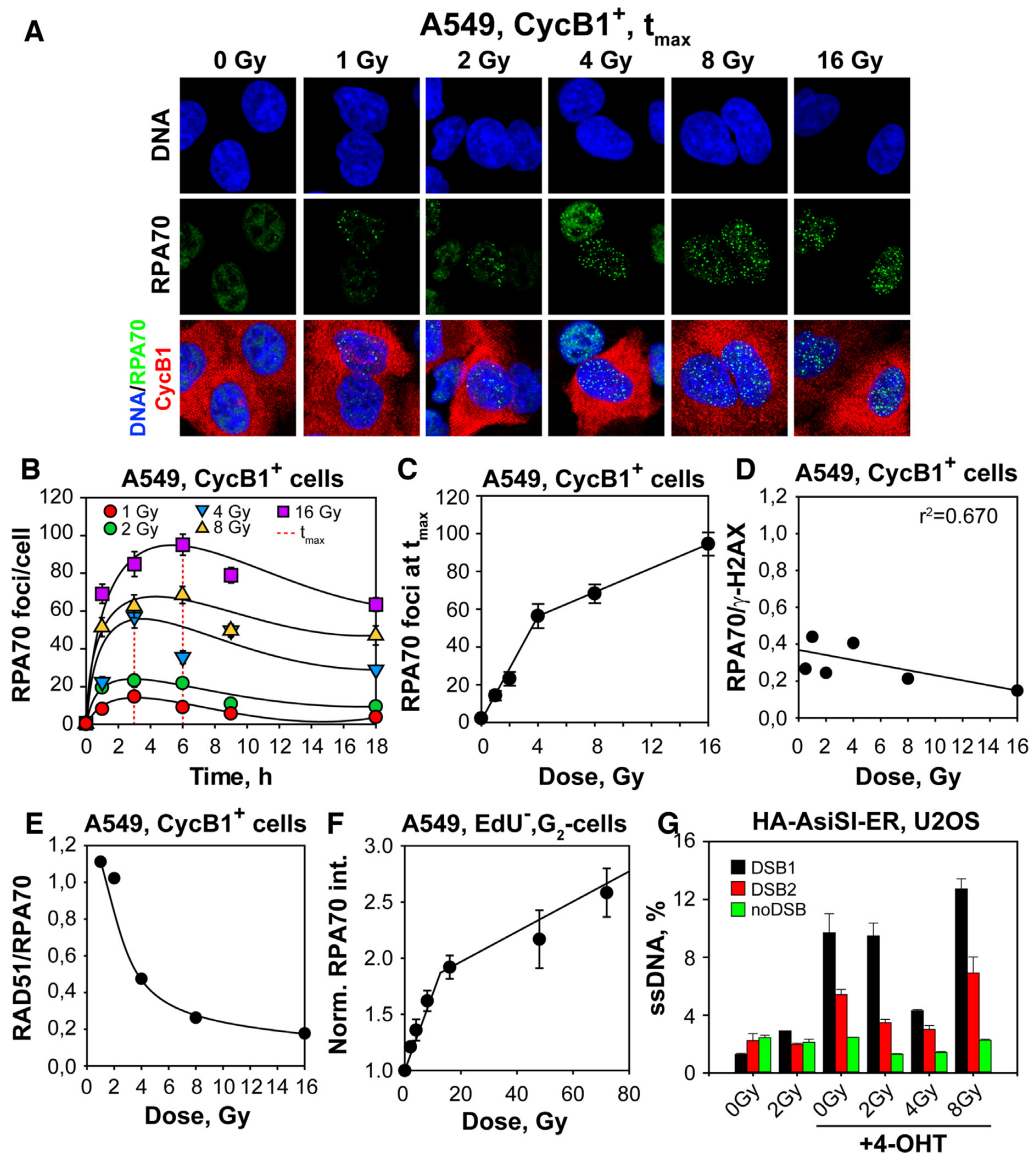 A
A549, CycB1+, tmax
0 Gy 1 Gy 2 Gy 4 Gy 8 Gy 16 Gy
DNA
RPA70
DNA/RPA70
CycB1
B
A549, CycB1+ cells
1 Gy 4 Gy 16 Gy
2 Gy 8 Gy tmax
RPA70 foci/cell
120
100
80
60
40
20
0
0 2 4 6 8 10 12 14 16 18
Time, h
C
A549, CycB1+ cells
RPA70 foci at tmax
120
100
80
60
40
20
0
0 4 8 12 16
Dose, Gy
D
A549, CycB1+ cells
r2=0.670
RPA70/γ-H2AX
1,2
1,0
0,8
0,6
0,4
0,2
0,0
0 2 4 6 8 10 12 14 16
Dose, Gy
E
A549, CycB1+ cells
RAD51/RPA70
1,2
1,0
0,8
0,6
0,4
0,2
0,0
0 2 4 6 8 10 12 14 16
Dose, Gy
F
A549, EdU-,G2-cells
Norm. RPA70 int.
3.0
2.5
2.0
1.5
1.0
0 20 40 60 80
Dose, Gy
G
HA-AsiSI-ER, U2OS
DSB1
DSB2
noDSB
ssDNA, %
16
12
8
4
0
0Gy 2Gy 0Gy 2Gy 4Gy 8Gy
+4-OHT